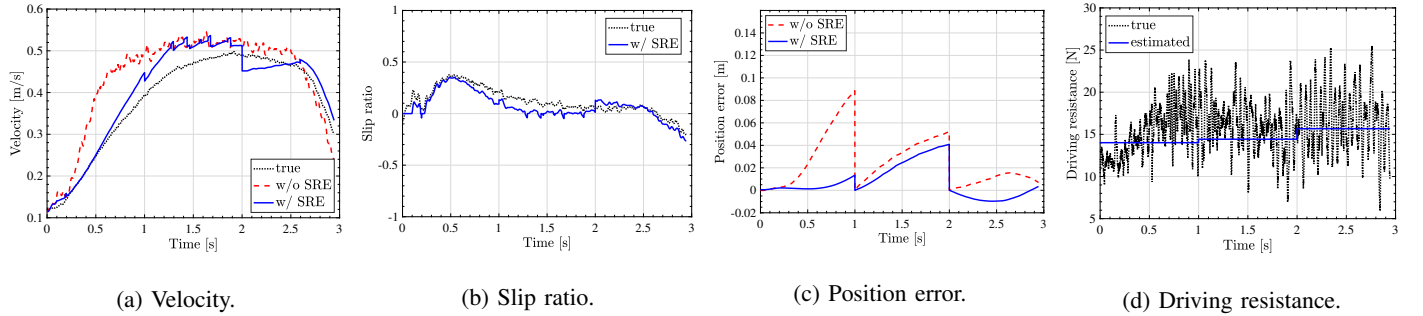 0.6
0.5
0.4
0.3
0.2
0.1
Velocity [m/s]
true
w/o SRE
w/ SRE
0 0.5 1 1.5 2 2.5 3
Time [s]
(a) Velocity.
1
0.5
0
-0.5
-1
Slip ratio
true
w/ SRE
0 0.5 1 1.5 2 2.5 3
Time [s]
(b) Slip ratio.
0.16
0.14
0.12
0.1
0.08
0.06
0.04
0.02
0
-0.02
Position error [m]
w/o SRE
w/ SRE
0 0.5 1 1.5 2 2.5 3
Time [s]
(c) Position error.
30
25
20
15
10
5
Driving resistance [N]
true
estimated
0 0.5 1 1.5 2 2.5 3
Time [s]
(d) Driving resistance.